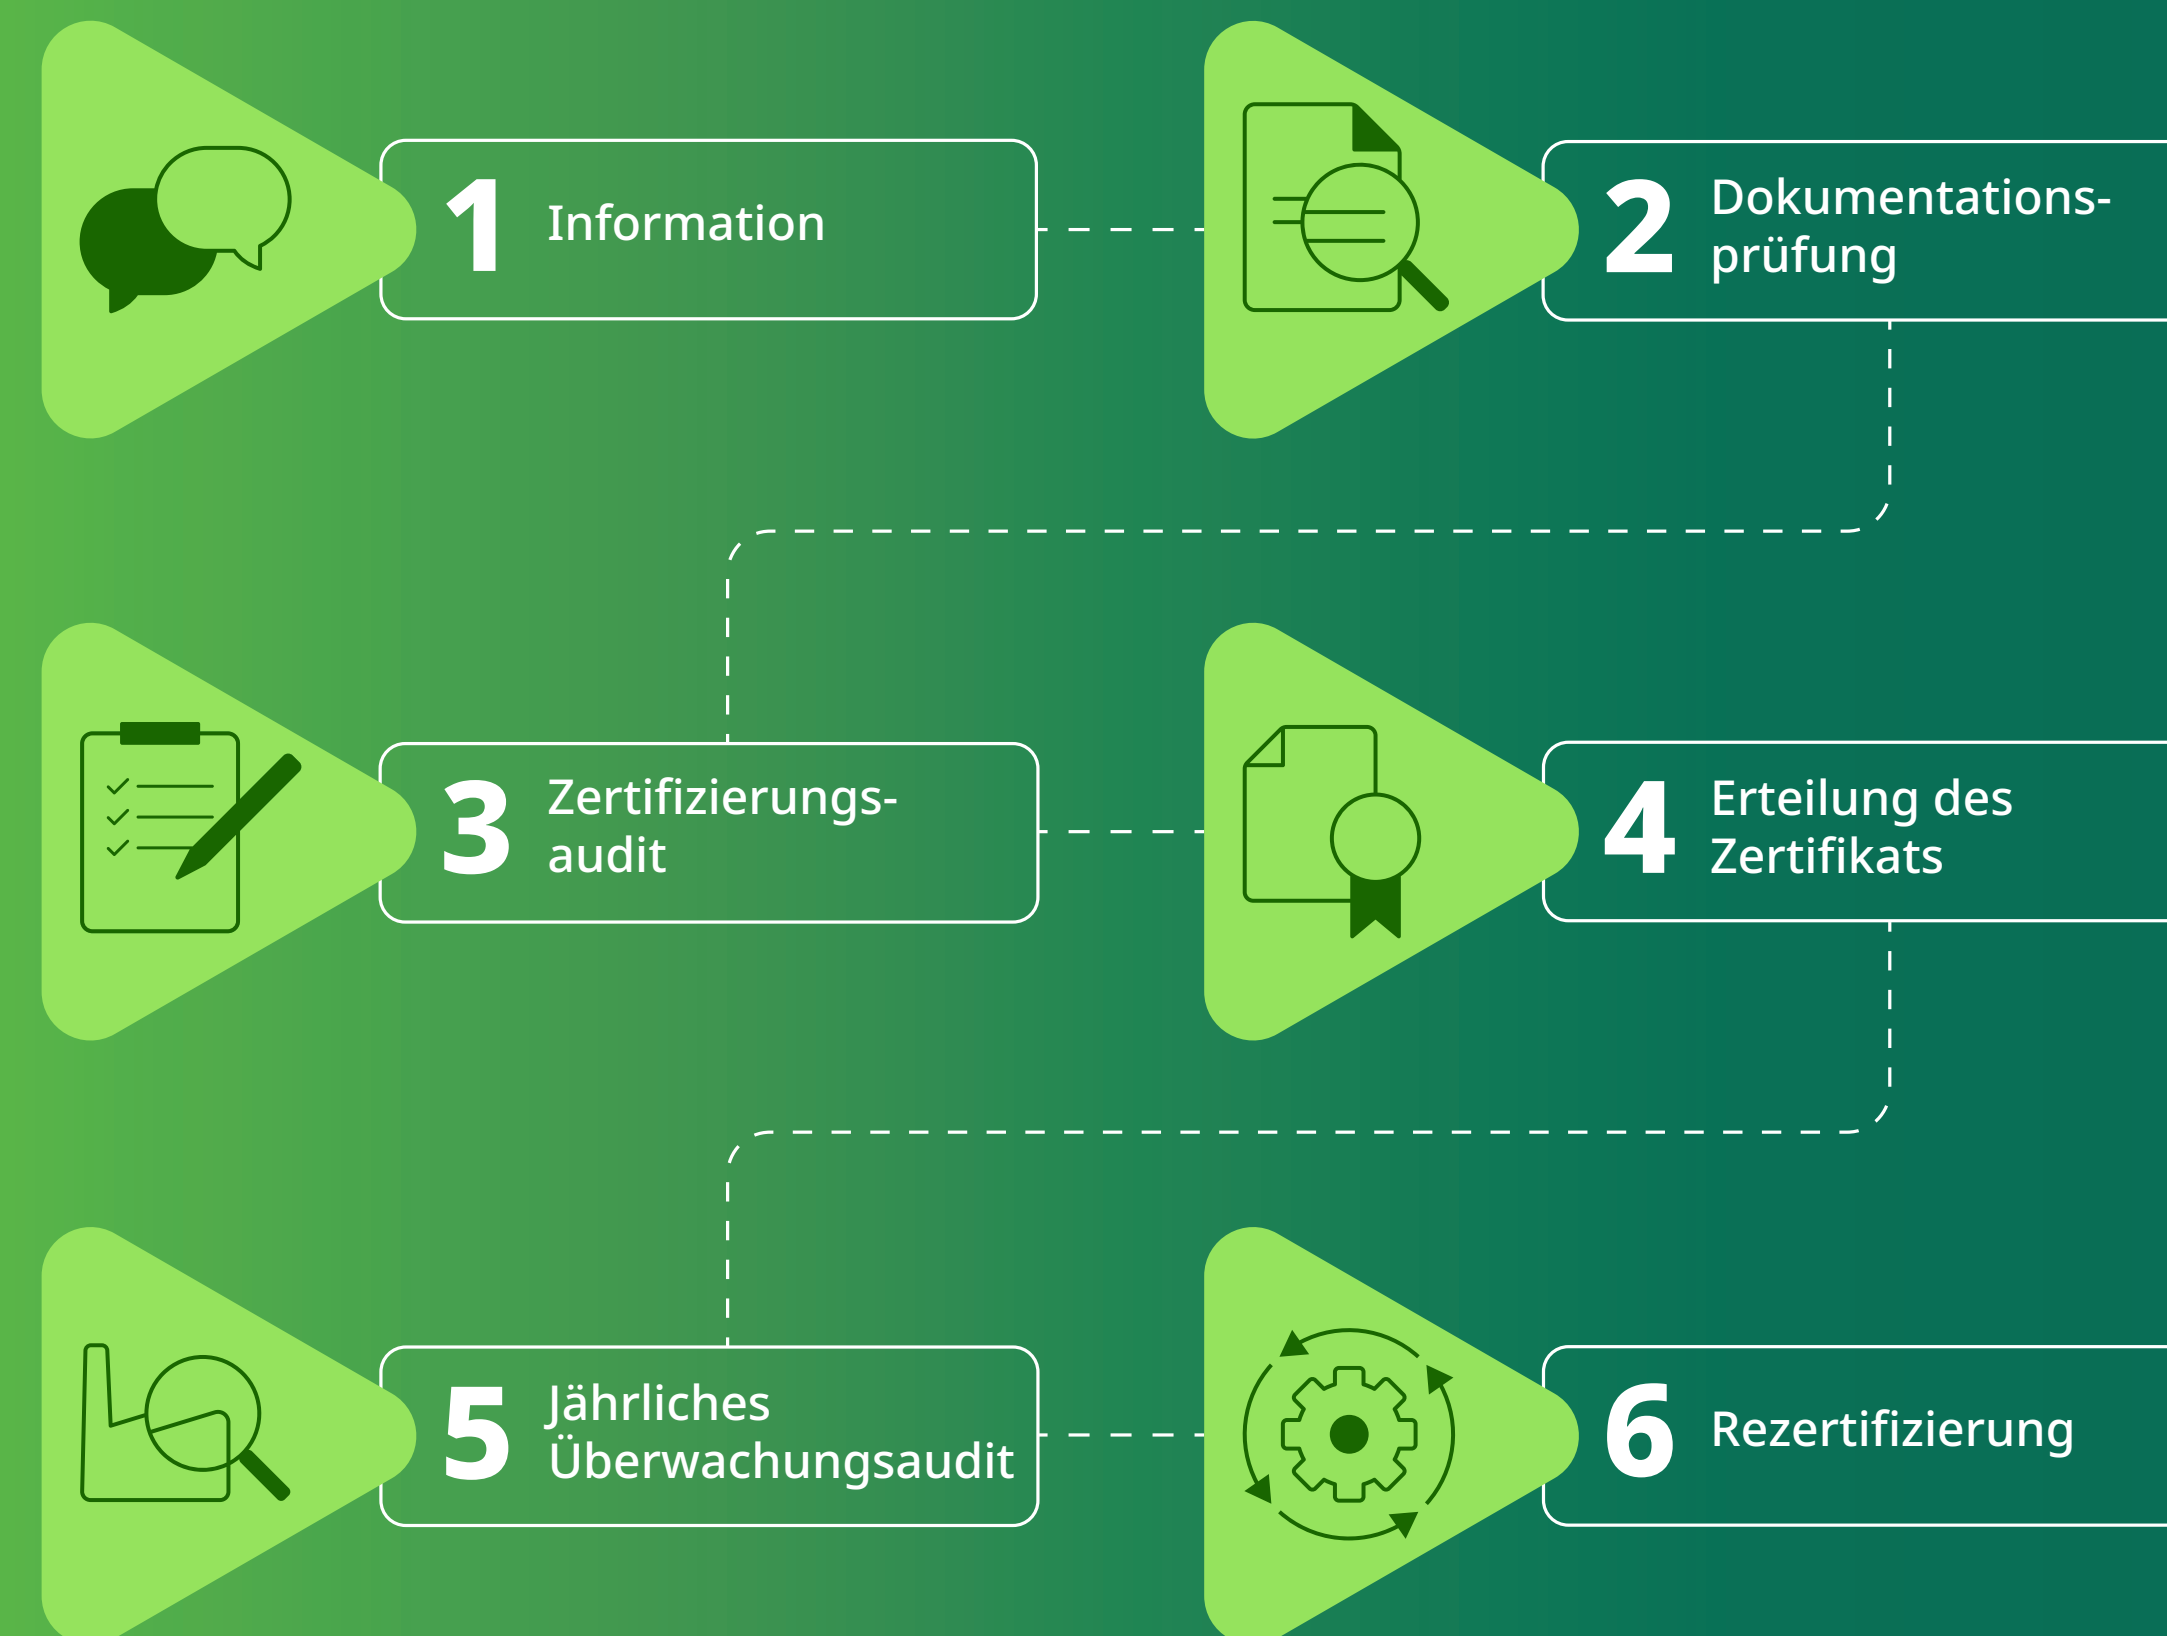 1 Information
2 Dokumentations-
prüfung
3 Zertifizierungs-
audit
4 Erteilung des
Zertifikats
5 Jährliches
Überwachungsaudit
6 Rezertifizierung